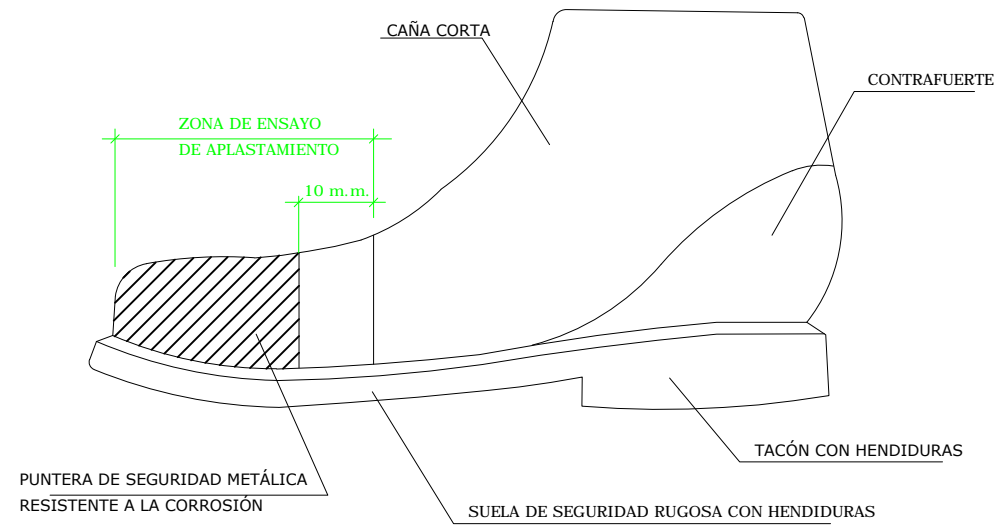 CAÑA CORTA
CONTRAFUERTE
ZONA DE ENSAYO
DE APLASTAMIENTO
10 m.m.
TACÓN CON HENDIDURAS
PUNTERA DE SEGURIDAD METÁLICA
RESISTENTE A LA CORROSIÓN
SUELA DE SEGURIDAD RUGOSA CON HENDIDURAS